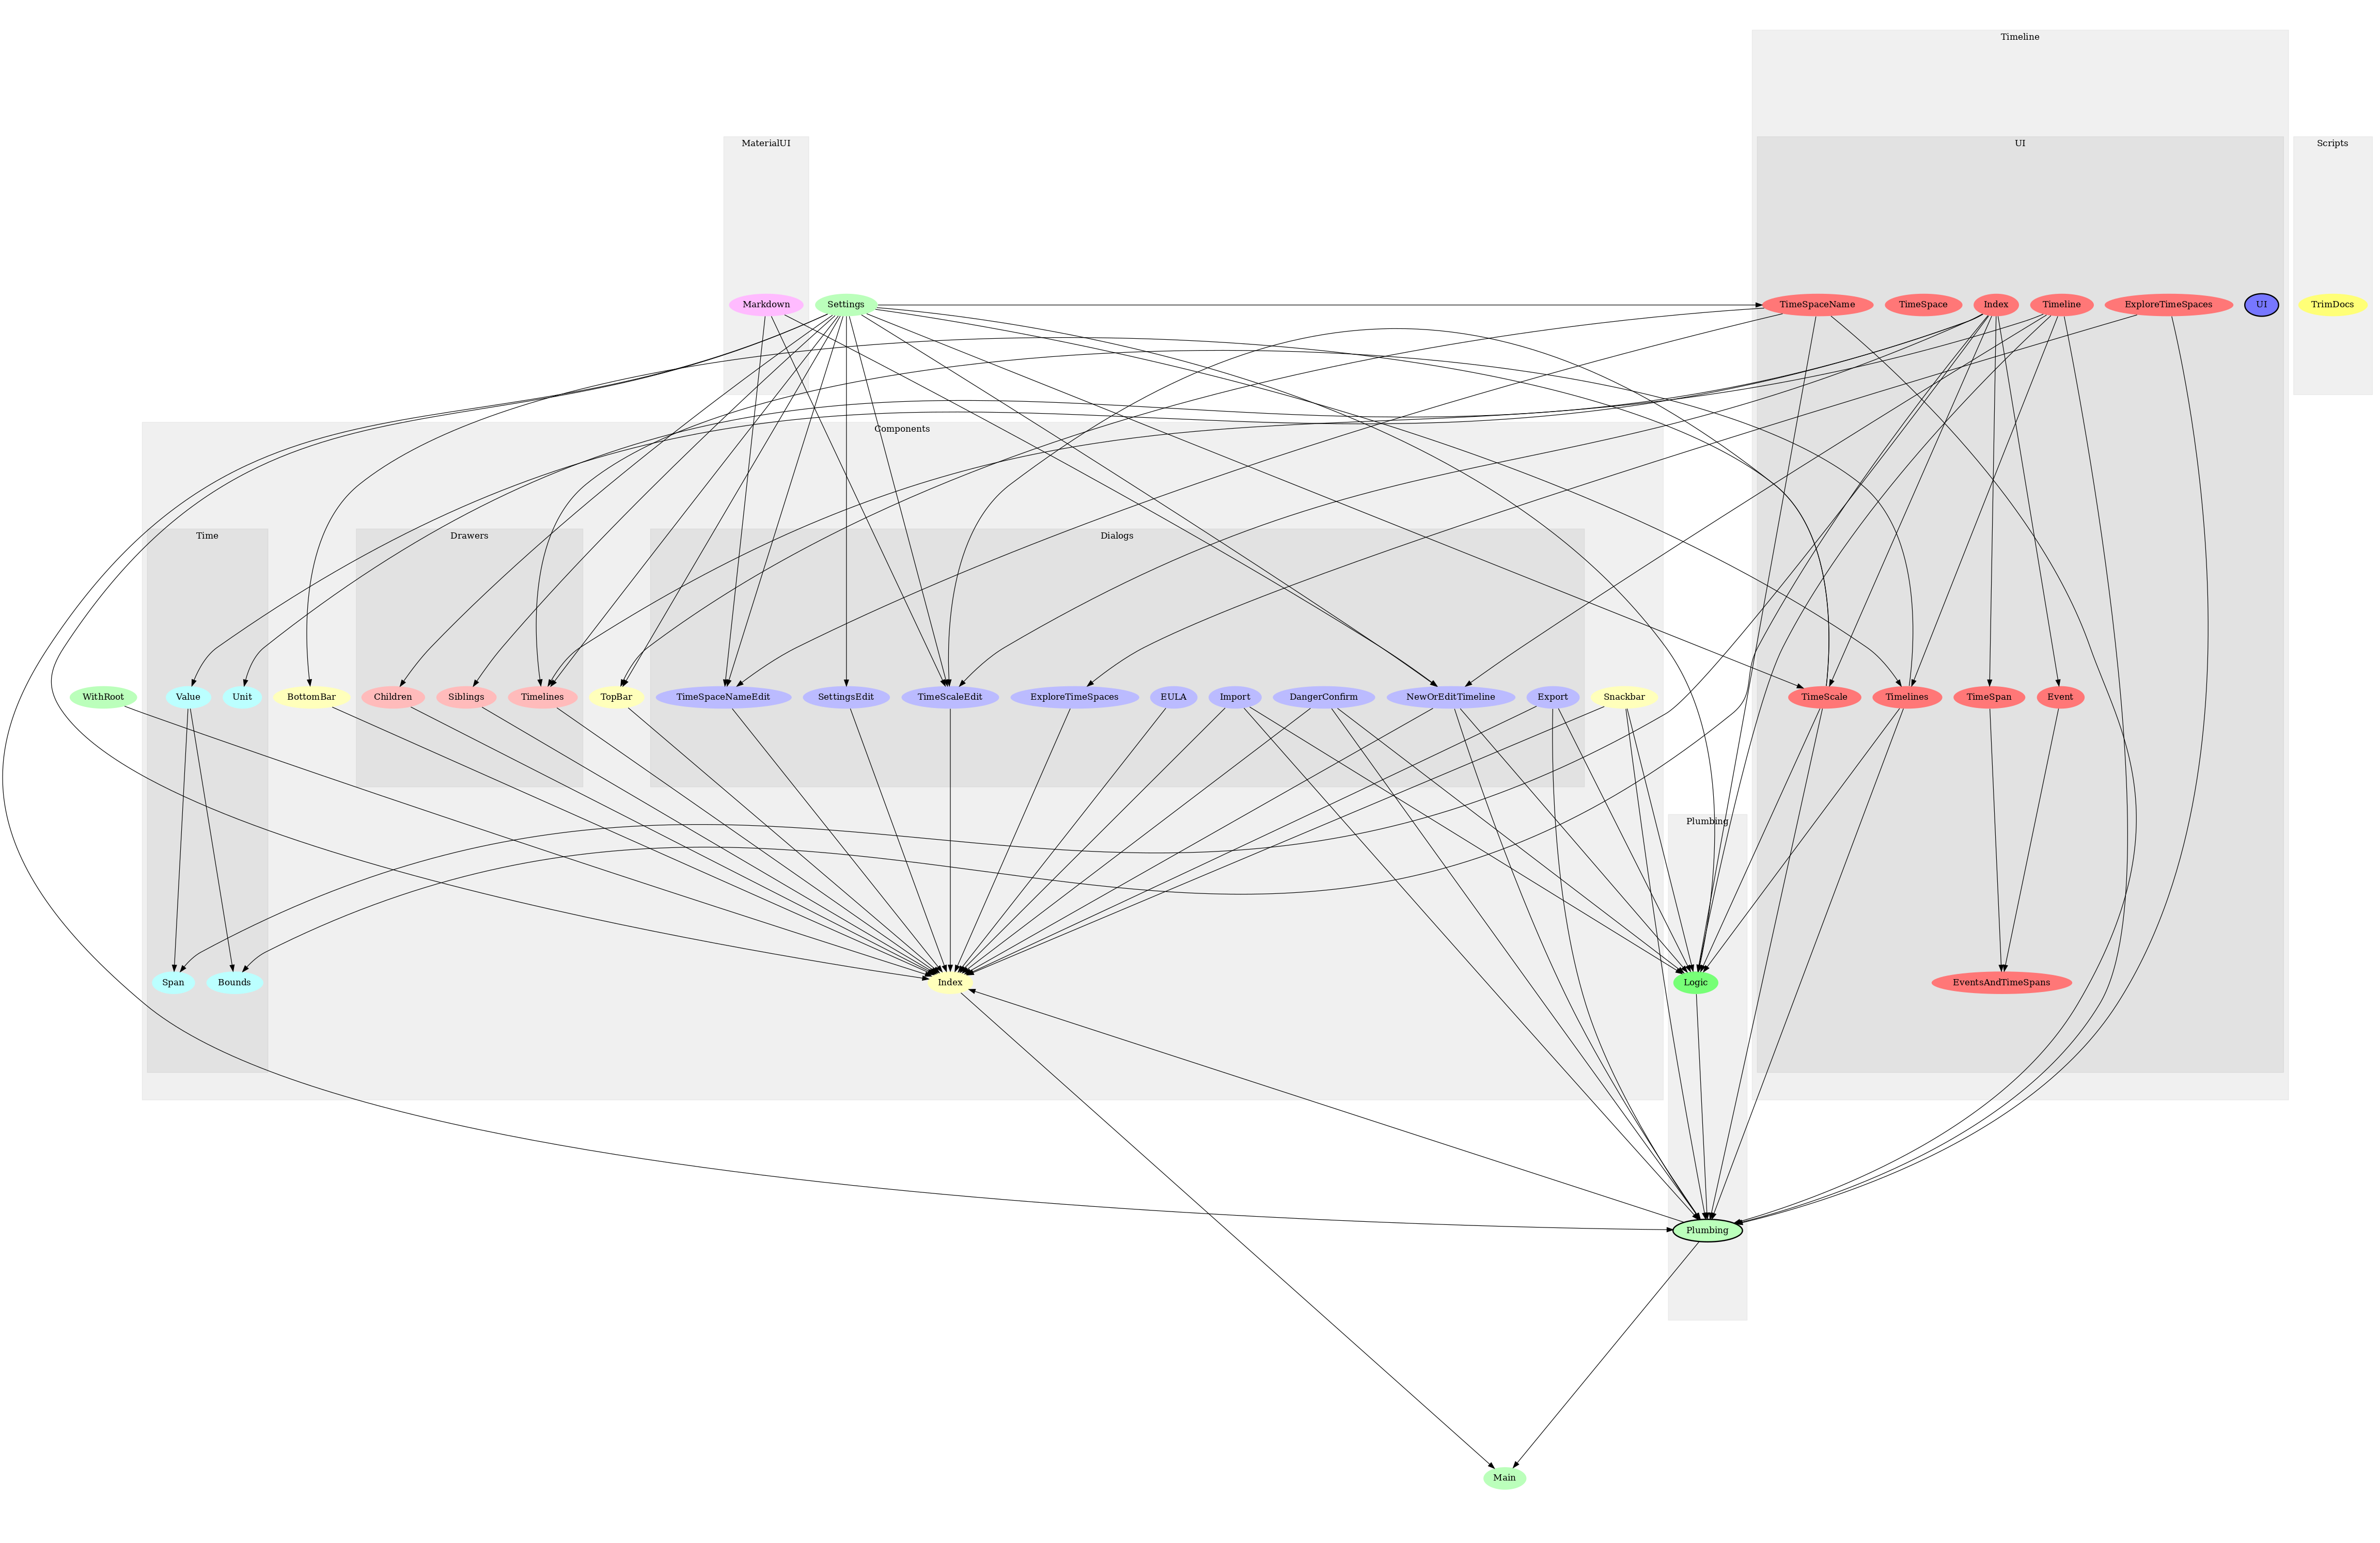 Timeline
MaterialUI
UI
Scripts
Markdown
Settings
TimeSpaceName
TimeSpace
Index
Timeline
ExploreTimeSpaces
UI
TrimDocs
Components
Time
Drawers
Dialogs
WithRoot
Value
Unit
BottomBar
Children
Siblings
Timelines
TopBar
TimeSpaceNameEdit
SettingsEdit
TimeScaleEdit
ExploreTimeSpaces
EULA
Import
DangerConfirm
NewOrEditTimeline
Export
Snackbar
TimeScale
Timelines
TimeSpan
Event
Plumbing
Span
Bounds
Index
Logic
EventsAndTimeSpans
Plumbing
Main